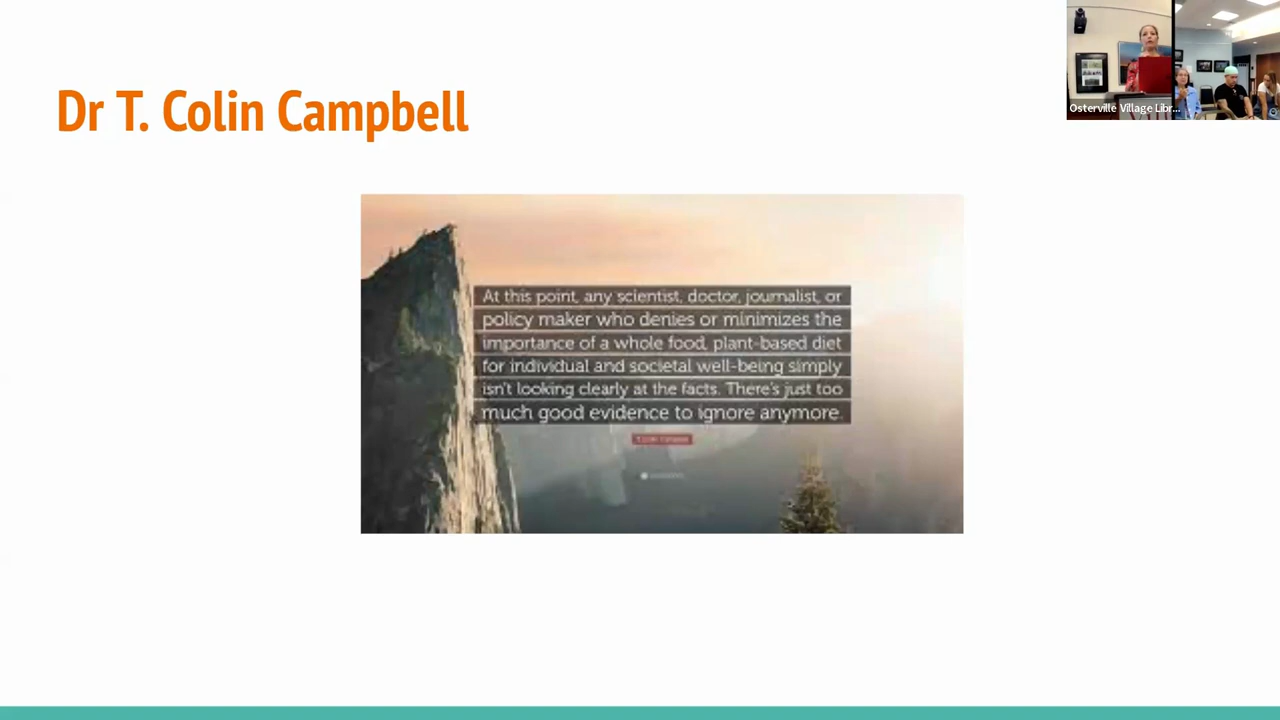 Dr T. Colin Campbell
Osterville Village Libr...
At this point, any scientist, doctor, journalist, or
policy maker who denies or minimizes the
importance of a whole food, plant-based diet
for individual and societal well-being simply
isn't looking clearly at the facts. There's just too
much good evidence to ignore anymore.